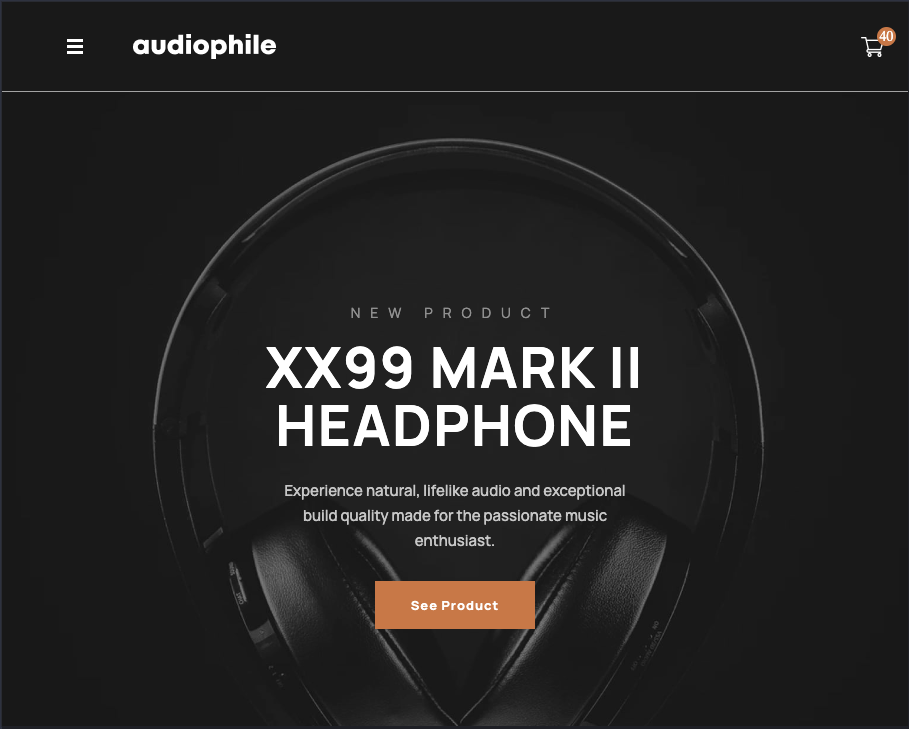 audiophile
40
NEW PRODUCT
XX99 MARK II
HEADPHONE
Experience natural, lifelike audio and exceptional
build quality made for the passionate music
enthusiast.
See Product